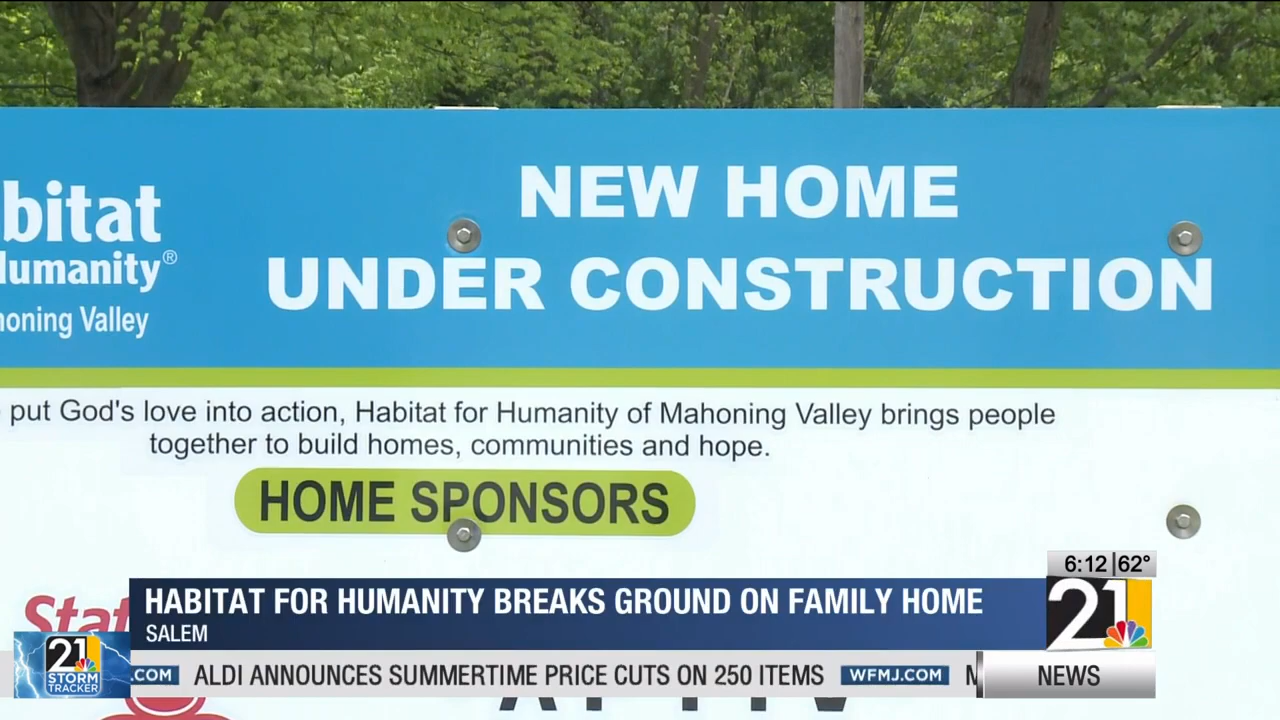 bitat
Humanity®
oning Valley
NEW HOME
UNDER CONSTRUCTION
put God's love into action, Habitat for Humanity of Mahoning Valley brings people
together to build homes, communities and hope.
HOME SPONSORS
HABITAT FOR HUMANITY BREAKS GROUND ON FAMILY HOME
SALEM
6:12 62°
21
21
STORM
TRACKER
.COM ALDI ANNOUNCES SUMMERTIME PRICE CUTS ON 250 ITEMS WFMJ.COM
NEWS